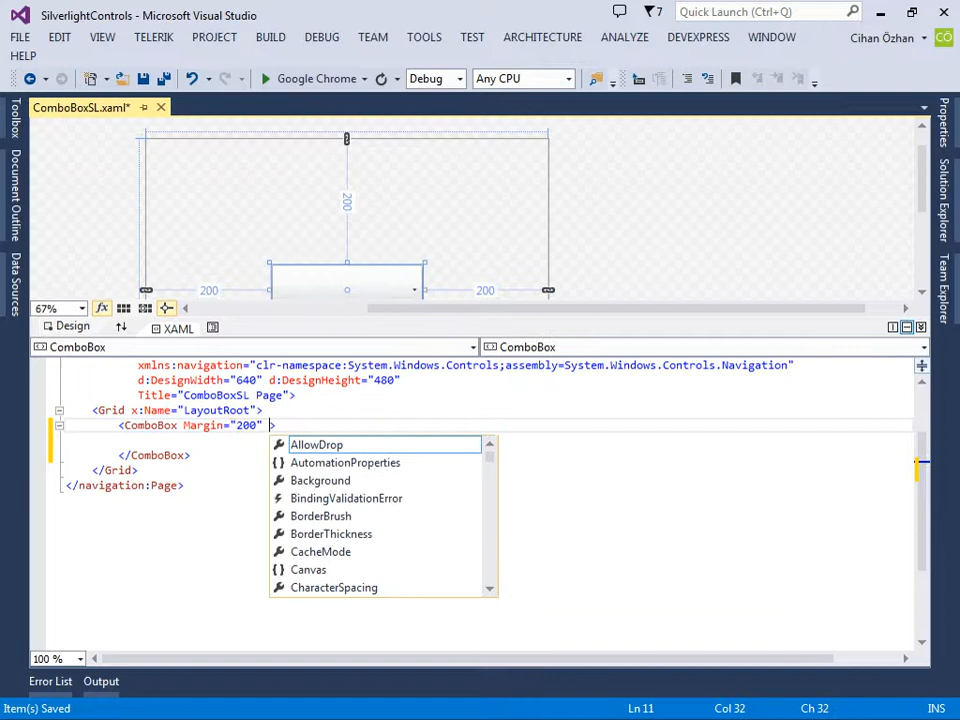 SilverlightControls - Microsoft Visual Studio
7
Quick Launch (Ctrl+Q)
FILE EDIT VIEW TELERIK PROJECT BUILD DEBUG TEAM TOOLS TEST ARCHITECTURE ANALYZE DEVEXPRESS WINDOW
Cihan Özhan CÖ
HELP
Google Chrome Debug Any CPU
ComboBoxSL.xaml*
Toolbox
Document Outline
Data Sources
Properties
Solution Explorer
Team Explorer
200
200
200
67% fx
Design XAML
ComboBox ComboBox
xmlns:navigation="clr-namespace:System.Windows.Controls;assembly=System.Windows.Controls.Navigation"
d:DesignWidth="640" d:DesignHeight="480"
Title="ComboBoxSL Page">
<Grid x:Name="LayoutRoot">
<ComboBox Margin="200" >
AllowDrop
</ComboBox>
AutomationProperties
</Grid>
Background
</navigation:Page>
BindingValidationError
BorderBrush
BorderThickness
CacheMode
Canvas
CharacterSpacing
100 %
Error List Output
Item(s) Saved Ln 11 Col 32 Ch 32 INS